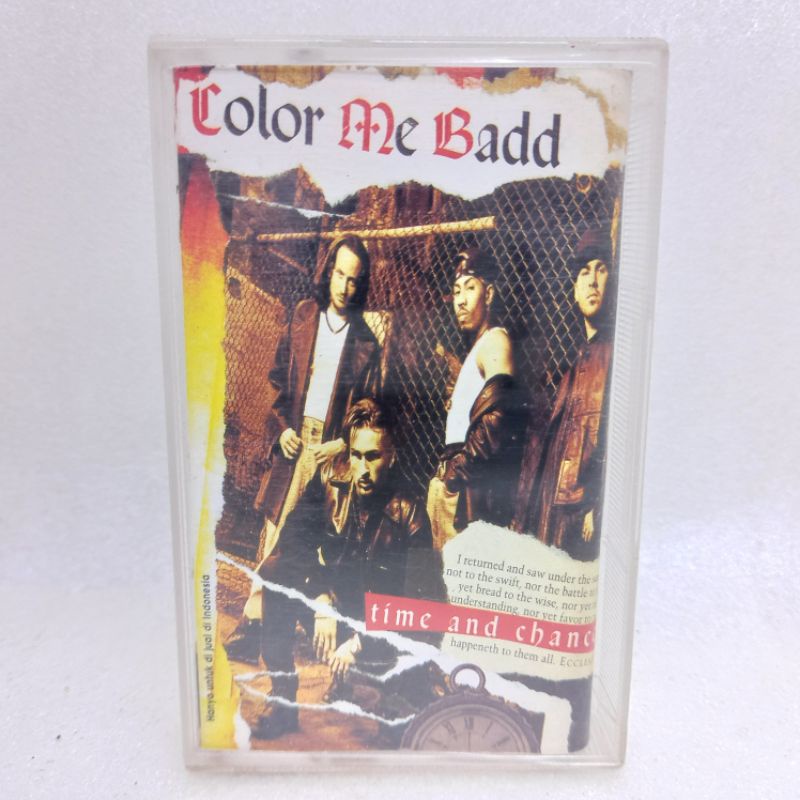 Color Me Badd
I returned and saw under the
not to the swift, nor the battle
yet bread to the wise, nor yet
understanding, nor yet favor
time and chance
happeneth to them all.
Hanya untuk di jual di Indonesia